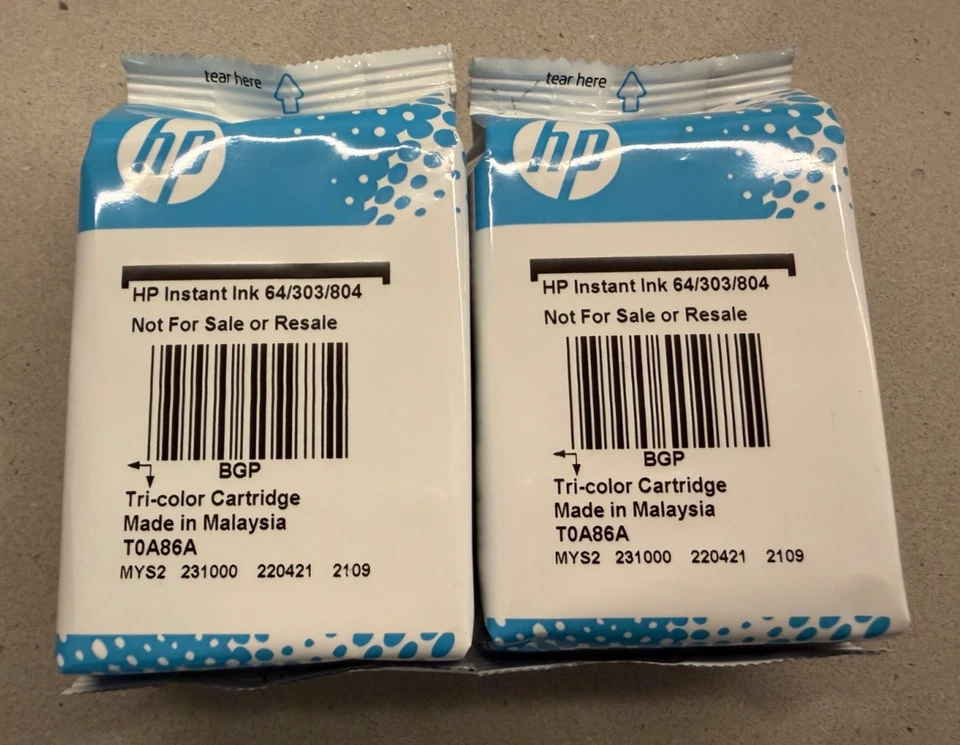 tear here
hp
HP Instant Ink 64/303/804
Not For Sale or Resale
BGP
Tri-color Cartridge
Made in Malaysia
T0A86A
MYS2 231000 220421 2109
tear here
hp
HP Instant Ink 64/303/804
Not For Sale or Resale
BGP
Tri-color Cartridge
Made in Malaysia
T0A86A
MYS2 231000 220421 2109